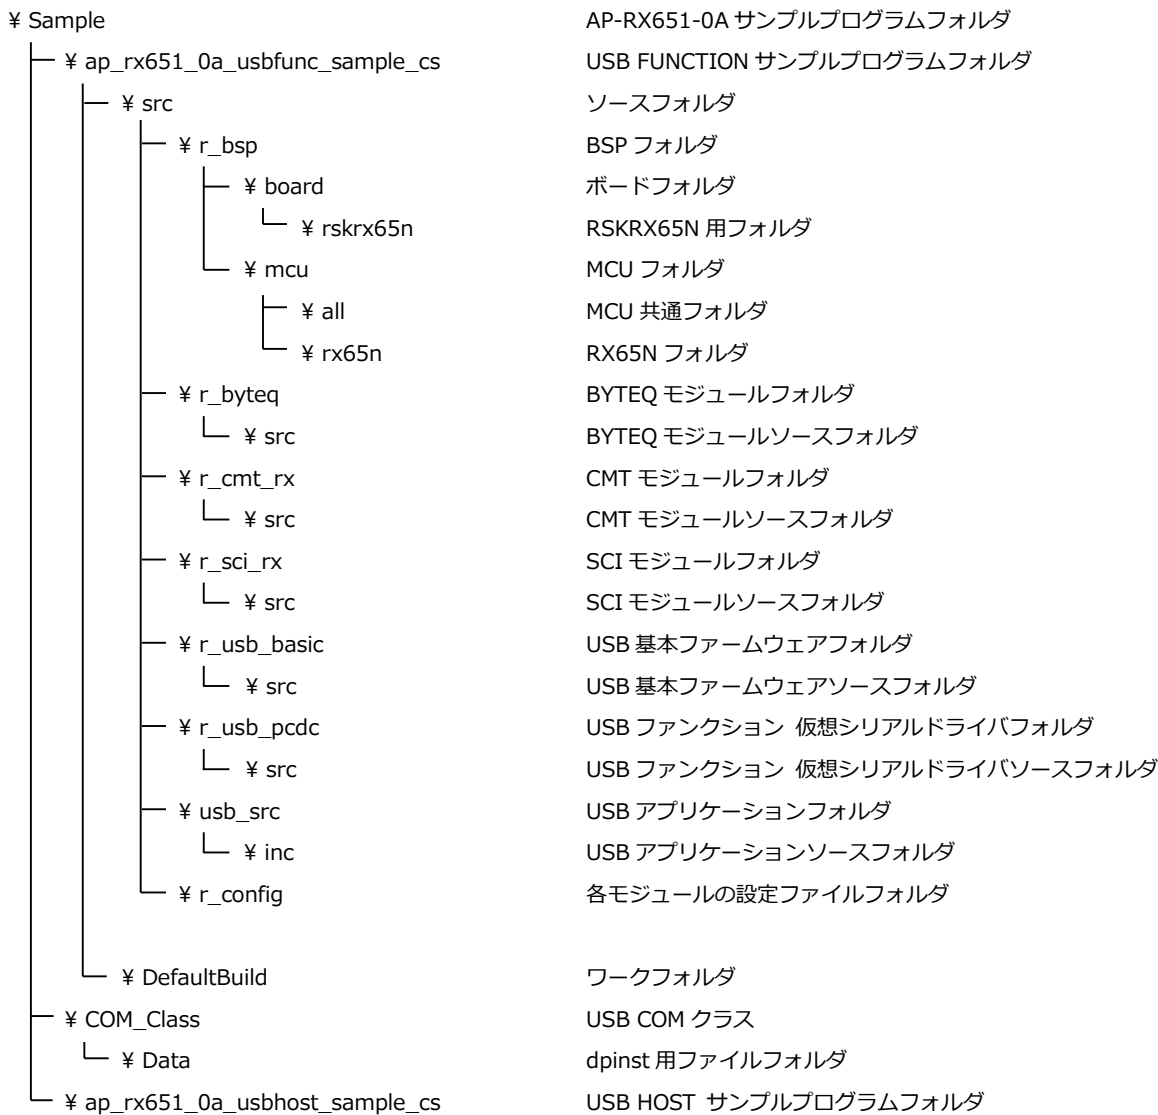 ¥ Sample AP-RX651-0A サンプルプログラムフォルダ
¥ ap_rx651_0a_usbfunc_sample_cs USB FUNCTION サンプルプログラムフォルダ
¥ src ソースフォルダ
¥ r_bsp BSP フォルダ
¥ board ボードフォルダ
¥ rskrx65n RSKRX65N 用フォルダ
¥ mcu MCU フォルダ
¥ all MCU 共通フォルダ
¥ rx65n RX65N フォルダ
¥ r_byteq BYTEQ モジュールフォルダ
¥ src BYTEQ モジュールソースフォルダ
¥ r_cmt_rx CMT モジュールフォルダ
¥ src CMT モジュールソースフォルダ
¥ r_sci_rx SCI モジュールフォルダ
¥ src SCI モジュールソースフォルダ
¥ r_usb_basic USB 基本ファームウェアフォルダ
¥ src USB 基本ファームウェアソースフォルダ
¥ r_usb_pcdc USB ファンクション 仮想シリアルドライバフォルダ
¥ src USB ファンクション 仮想シリアルドライバソースフォルダ
¥ usb_src USB アプリケーションフォルダ
¥ inc USB アプリケーションソースフォルダ
¥ r_config 各モジュールの設定ファイルフォルダ
¥ DefaultBuild ワークフォルダ
¥ COM_Class USB COM クラス
¥ Data dpinst 用ファイルフォルダ
¥ ap_rx651_0a_usbhost_sample_cs USB HOST サンプルプログラムフォルダ